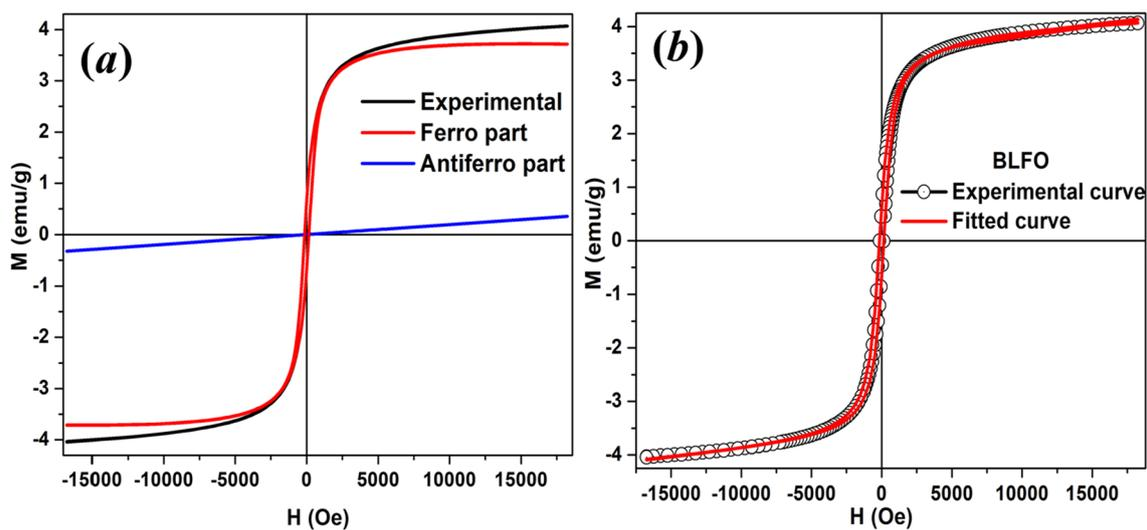 (a)
Experimental
Ferro part
Antiferro part
4
3
2
1
0
-1
-2
-3
-4
M (emu/g)
-15000 -10000 -5000 0 5000 10000 15000
H (Oe)
(b)
BLFO
Experimental curve
Fitted curve
4
3
2
1
0
-1
-2
-3
-4
M (emu/g)
-15000 -10000 -5000 0 5000 10000 15000
H (Oe)